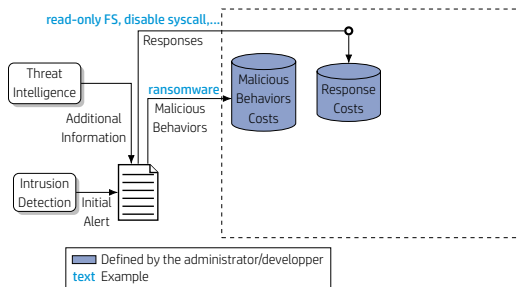 read-only FS, disable syscall,...
Responses
Threat
Intelligence
Additional
Information
ransomware
Malicious
Behaviors
Malicious
Behaviors
Costs
Response
Costs
Intrusion
Detection
Initial
Alert
Defined by the administrator/developper
text Example